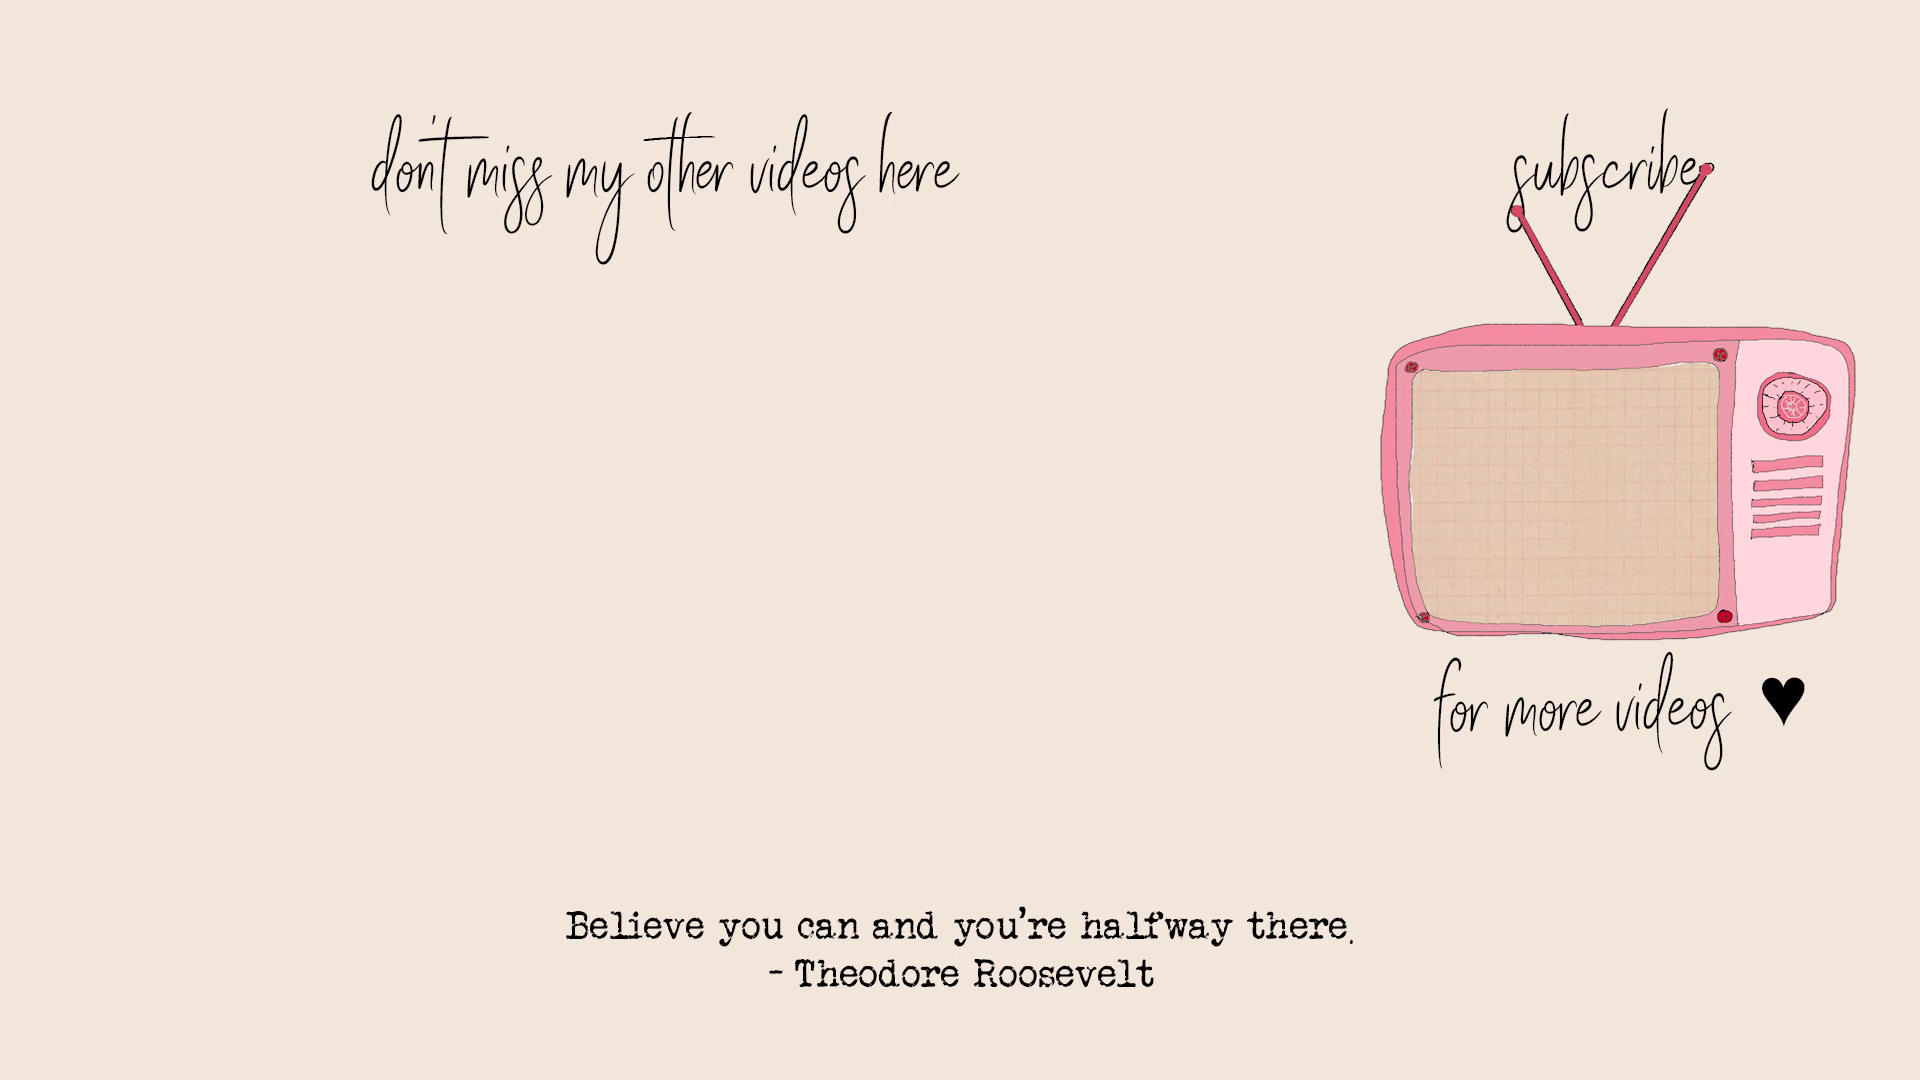 don't miss my other videos here
subscribe
for more videos ♥
Believe you can and you're halfway there.
- Theodore Roosevelt